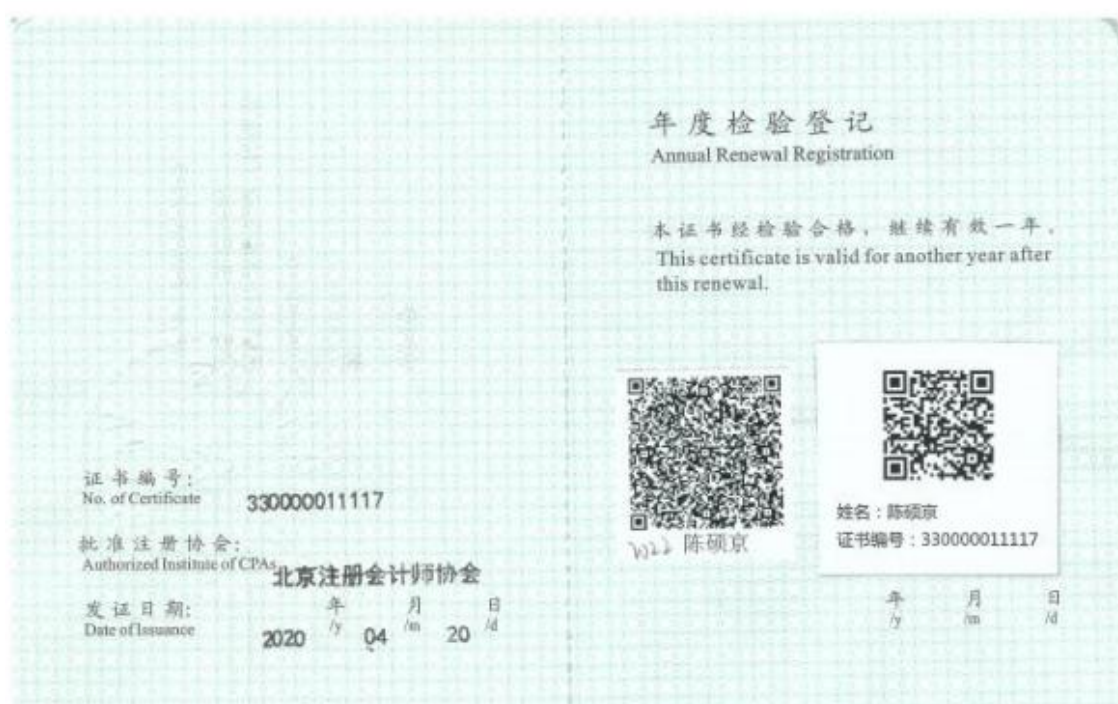 证书编号:
No. of Certificate
330000011117
批准注册协会:
Authorized Institute of CPAs
北京注册会计师协会
发证日期:
Date of Issuance
2020 年 /y 04 月 /m 20 日 /d
年度检验登记
Annual Renewal Registration
本证书经检验合格，继续有效一年。
This certificate is valid for another year after
this renewal.
2022 陈硕京
姓名：陈硕京
证书编号：330000011117
年 月 日
/y /m /d